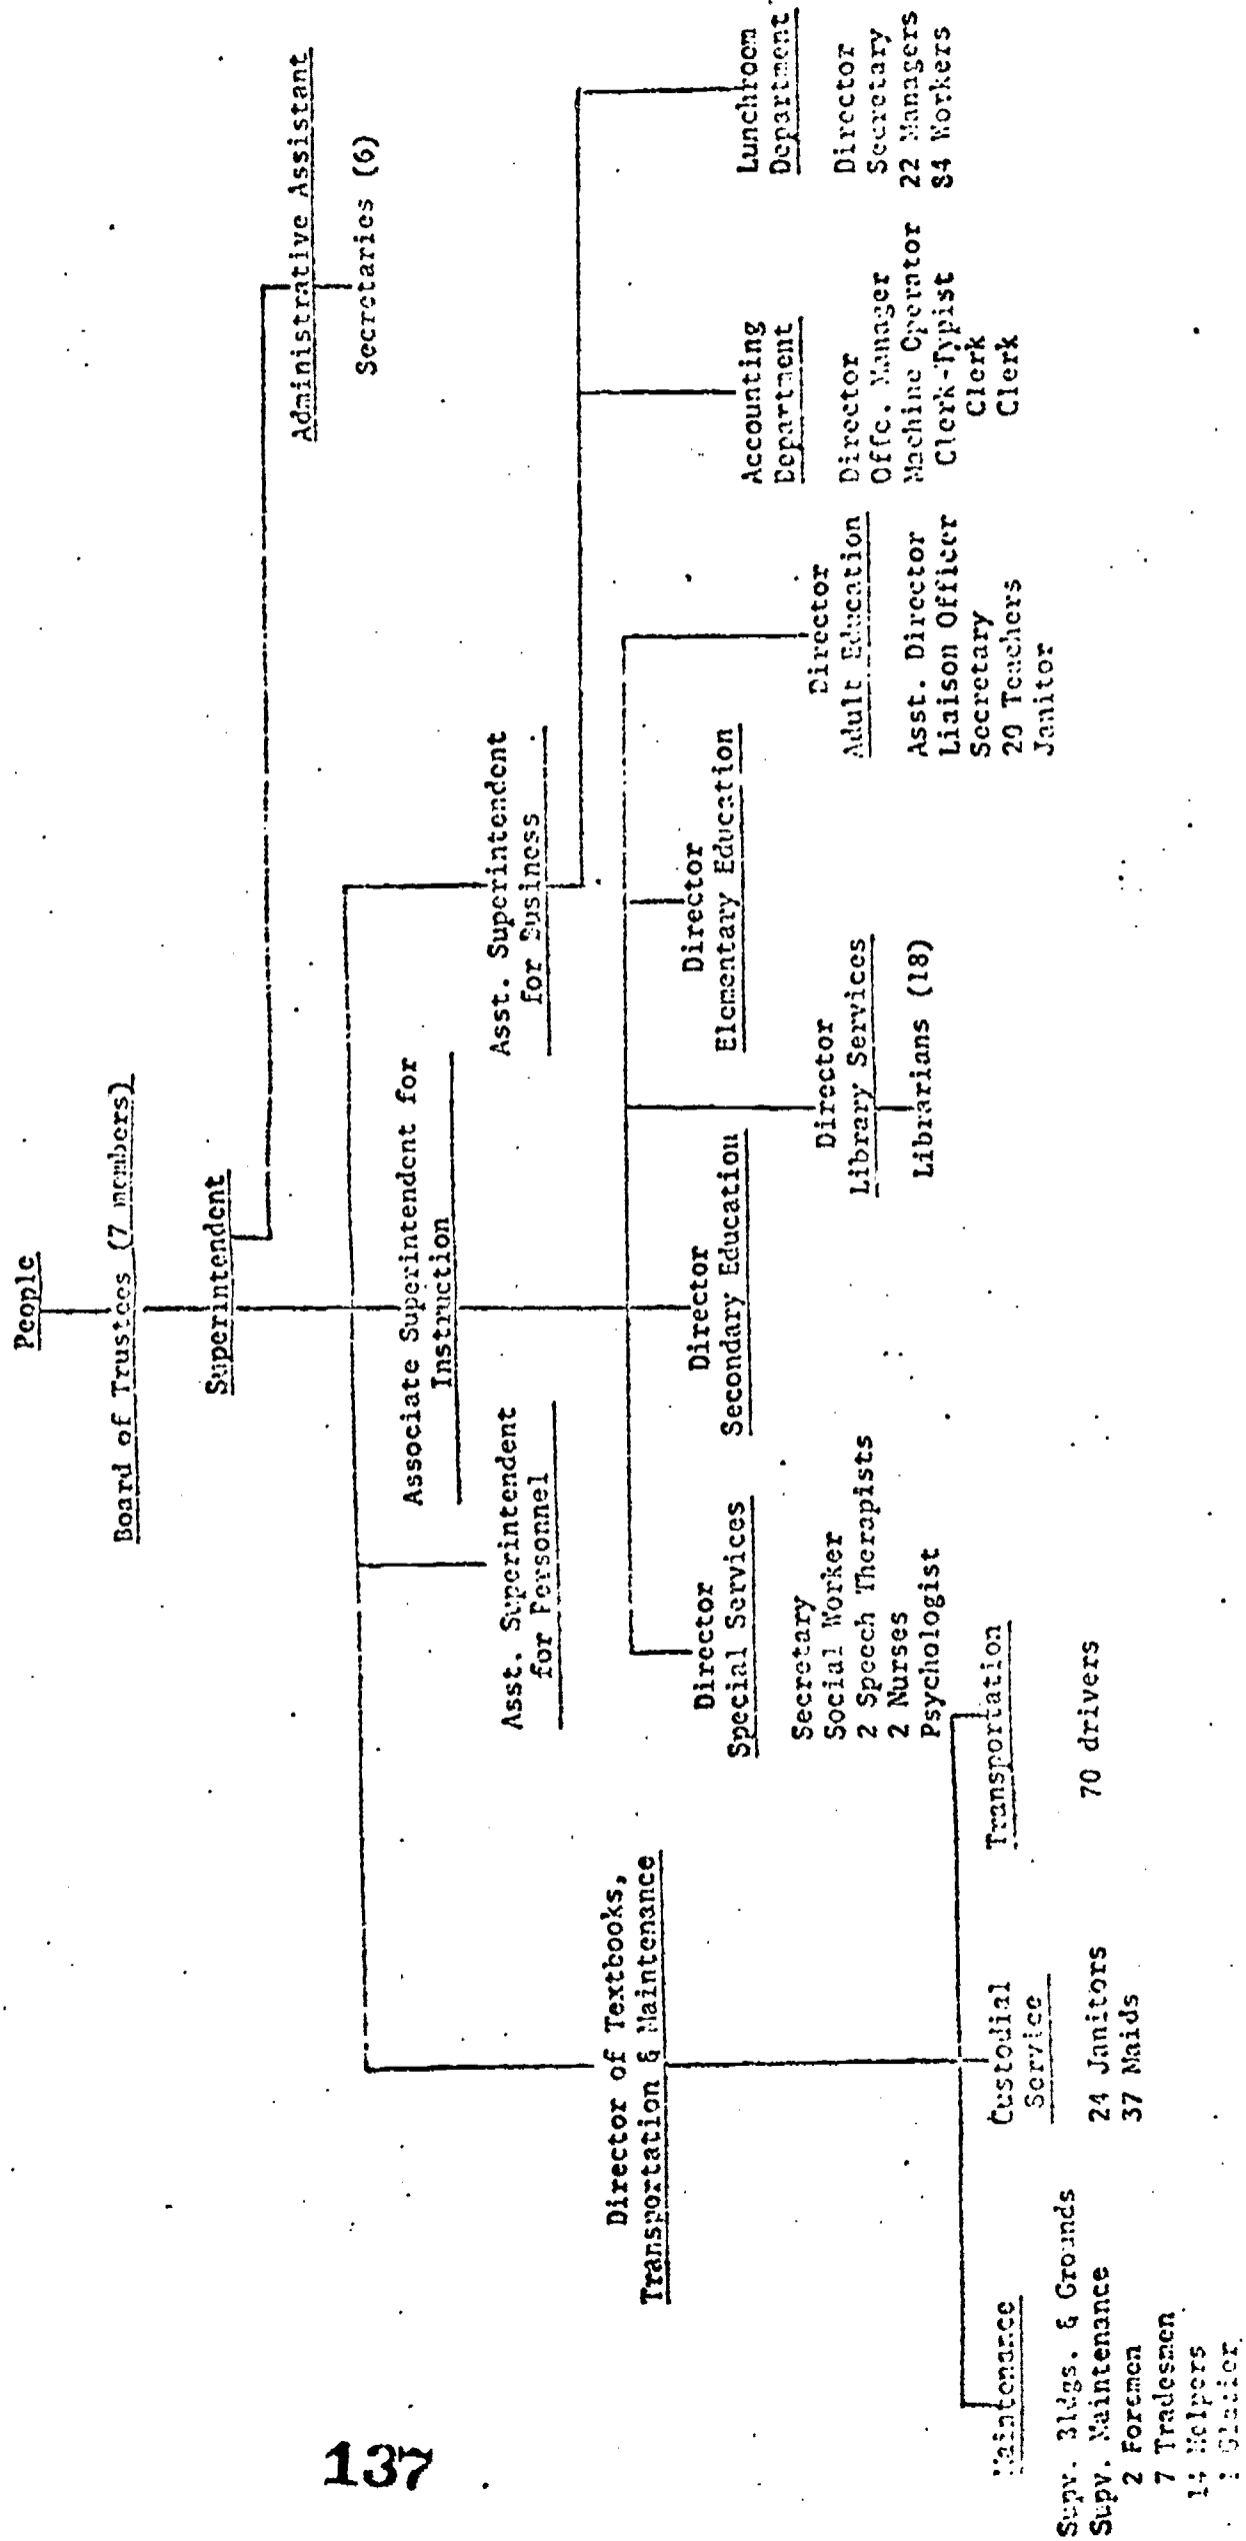 People
Board of Trustees (7 members)
Superintendent
Administrative Assistant
Secretaries (6)
Associate Superintendent for
Instruction
Asst. Superintendent
for Personnel
Asst. Superintendent
for Business
Director of Textbooks,
Transportation & Maintenance
Director
Special Services
Secretary
Social Worker
2 Speech Therapists
2 Nurses
Psychologist
Director
Secondary Education
Director
Library Services
Librarians (18)
Director
Elementary Education
Director
Adult Education
Asst. Director
Liaison Officer
Secretary
20 Teachers
Janitor
Accounting
Department
Director
Offc. Manager
Machine Operator
Clerk-Typist
Clerk
Clerk
Lunchroom
Department
Director
Secretary
22 Managers
84 Workers
Maintenance
Supv. Bldgs. & Grounds
Supv. Maintenance
2 Foremen
7 Tradesmen
14 Helpers
Glazier
Custodial
Service
24 Janitors
37 Maids
Transportation
70 drivers
137